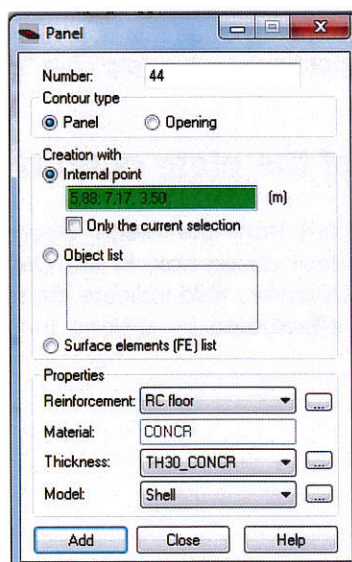 Panel
Number: 44
Contour type
Panel Opening
Creation with
Internal point
5,88; 7,17; 3,50 (m)
Only the current selection
Object list
Surface elements (FE) list
Properties
Reinforcement: RC floor ...
Material: CONCR
Thickness: TH30_CONCR ...
Model: Shell ...
Add Close Help